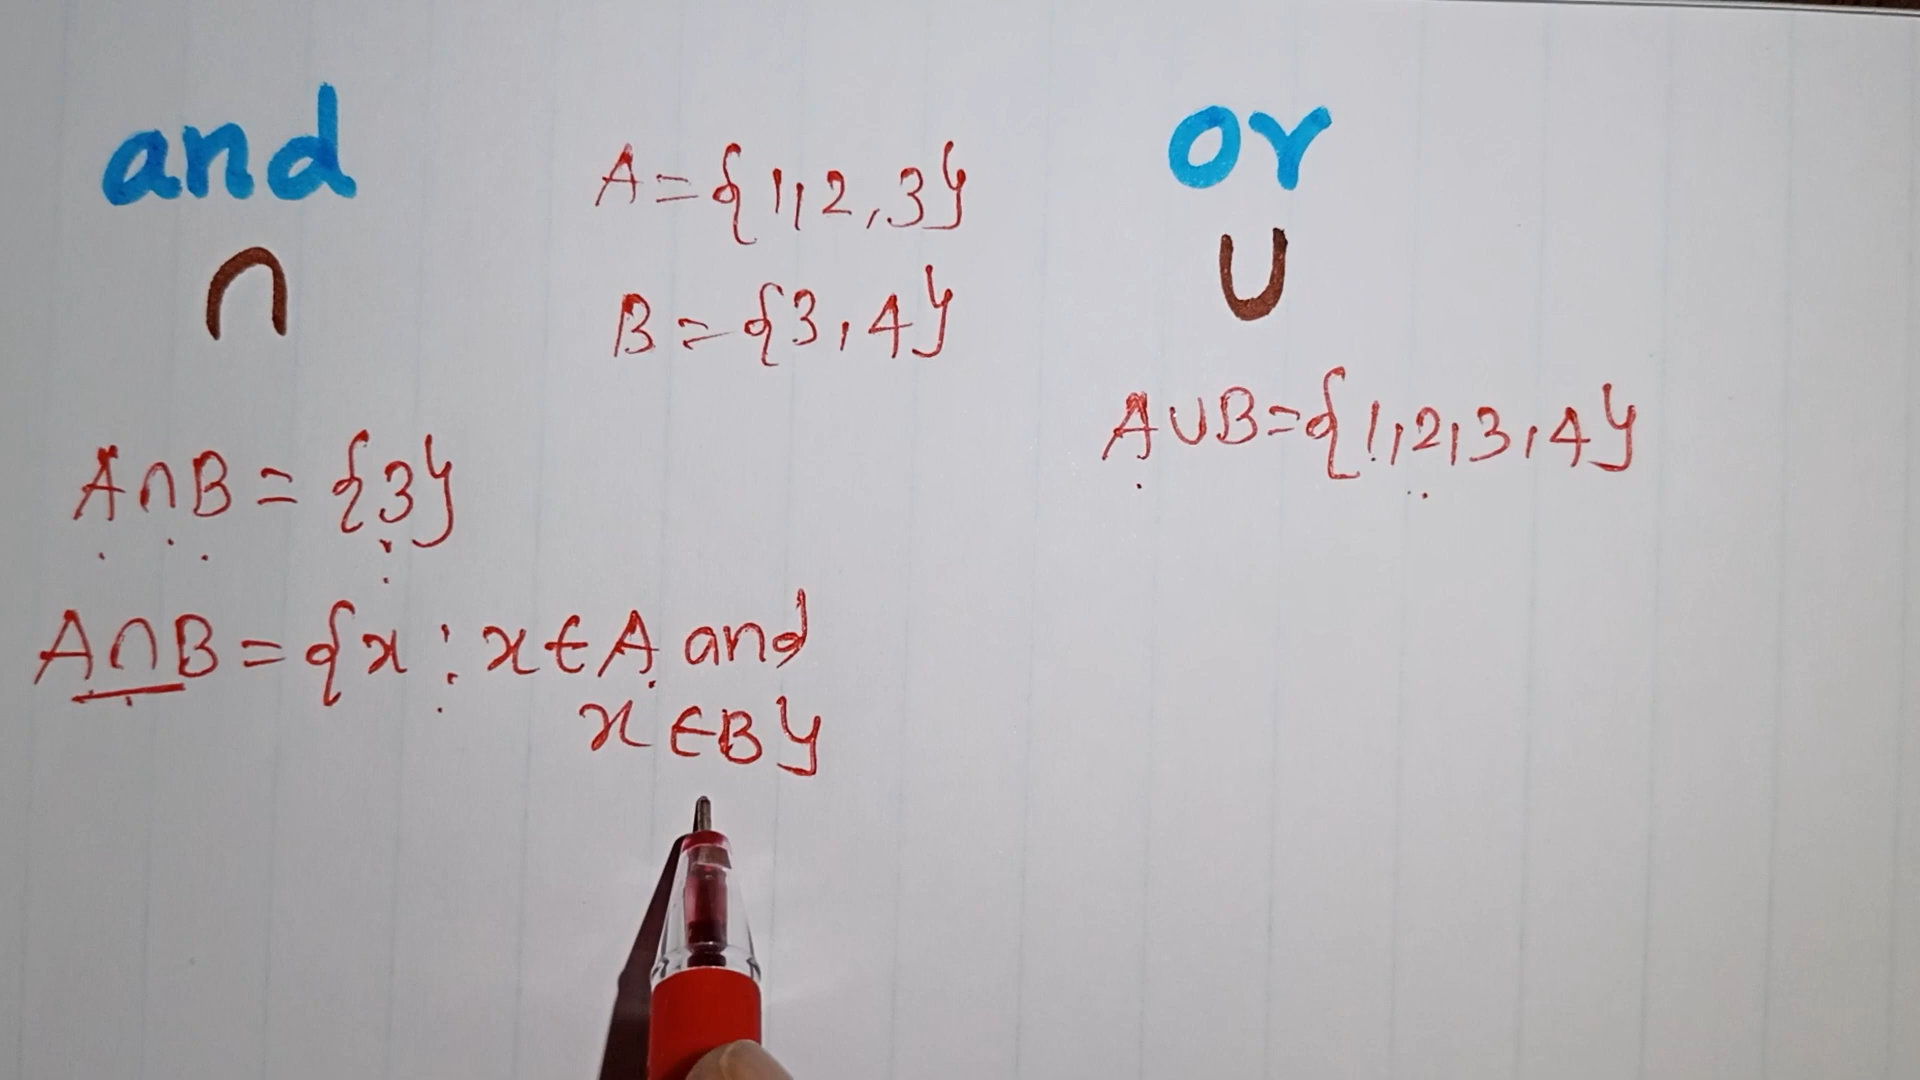 and
∩
A = {1,2,3}
B = {3,4}
or
∪
A∩B = {3}
A∪B = {1,2,3,4}
A∩B = {x : x ∈ A and
x ∈ B}